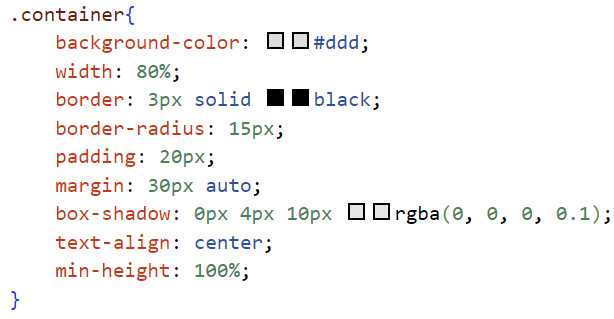 .container{
    background-color: #ddd;
    width: 80%;
    border: 3px solid black;
    border-radius: 15px;
    padding: 20px;
    margin: 30px auto;
    box-shadow: 0px 4px 10px rgba(0, 0, 0, 0.1);
    text-align: center;
    min-height: 100%;
}